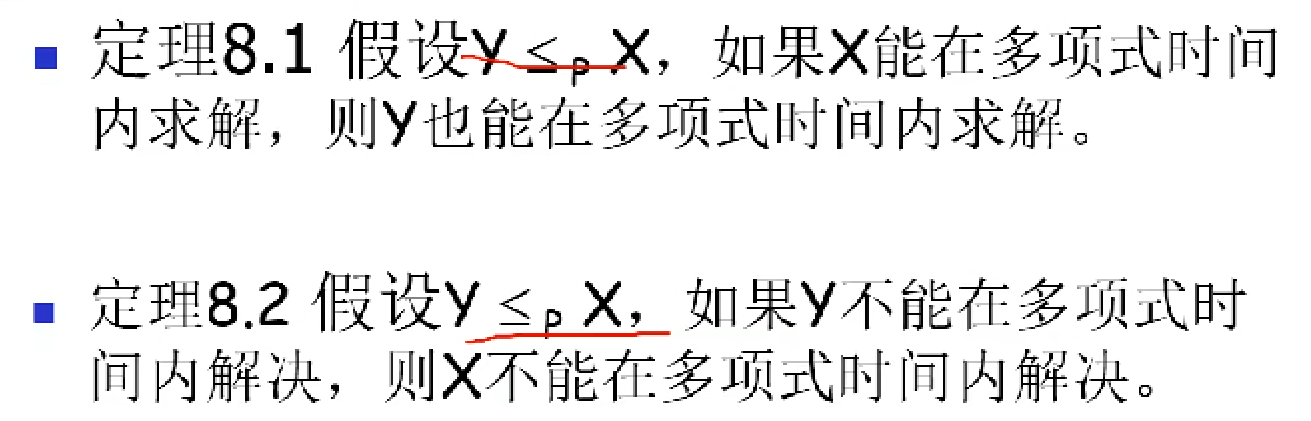 定理8.1 假设Y ≤p X，如果X能在多项式时间
内求解，则Y也能在多项式时间内求解。
定理8.2 假设Y ≤p X，如果Y不能在多项式时
间内解决，则X不能在多项式时间内解决。